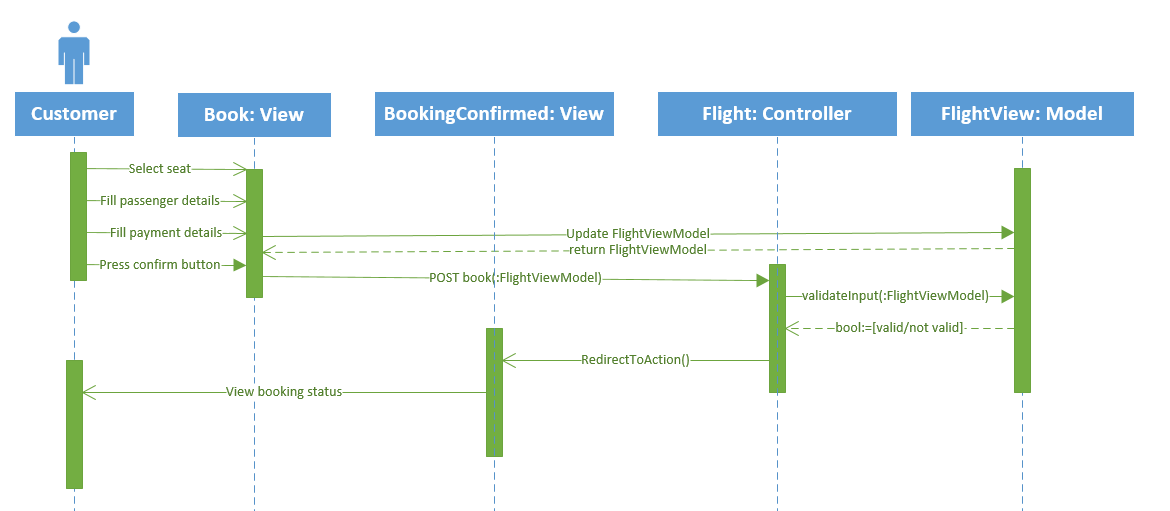 Customer
Book: View
BookingConfirmed: View
Flight: Controller
FlightView: Model
Select seat
Fill passenger details
Fill payment details
Update FlightViewModel
return FlightViewModel
Press confirm button
POST book(:FlightViewModel)
validateInput(:FlightViewModel)
bool:=[valid/not valid]
RedirectToAction()
View booking status